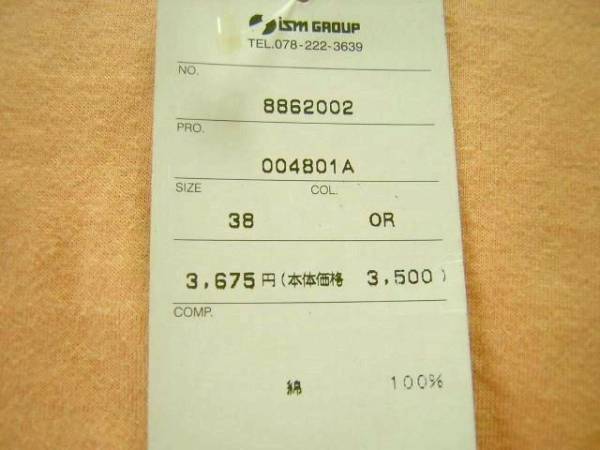 ism GROUP
TEL.078-222-3639
NO.
8862002
PRO.
004801A
SIZE COL.
38 OR
3,675円(本体価格 3,500)
COMP.
綿 100%